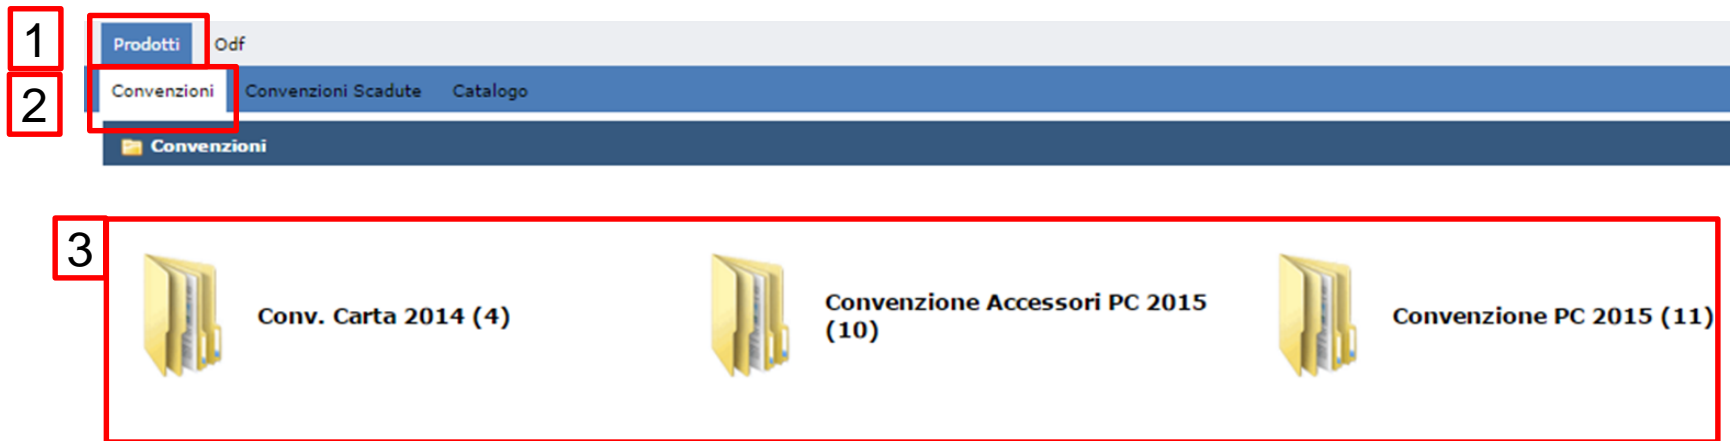 1
Prodotti Odf
2
Convenzioni Convenzioni Scadute Catalogo
Convenzioni
3
Conv. Carta 2014 (4)
Convenzione Accessori PC 2015
(10)
Convenzione PC 2015 (11)